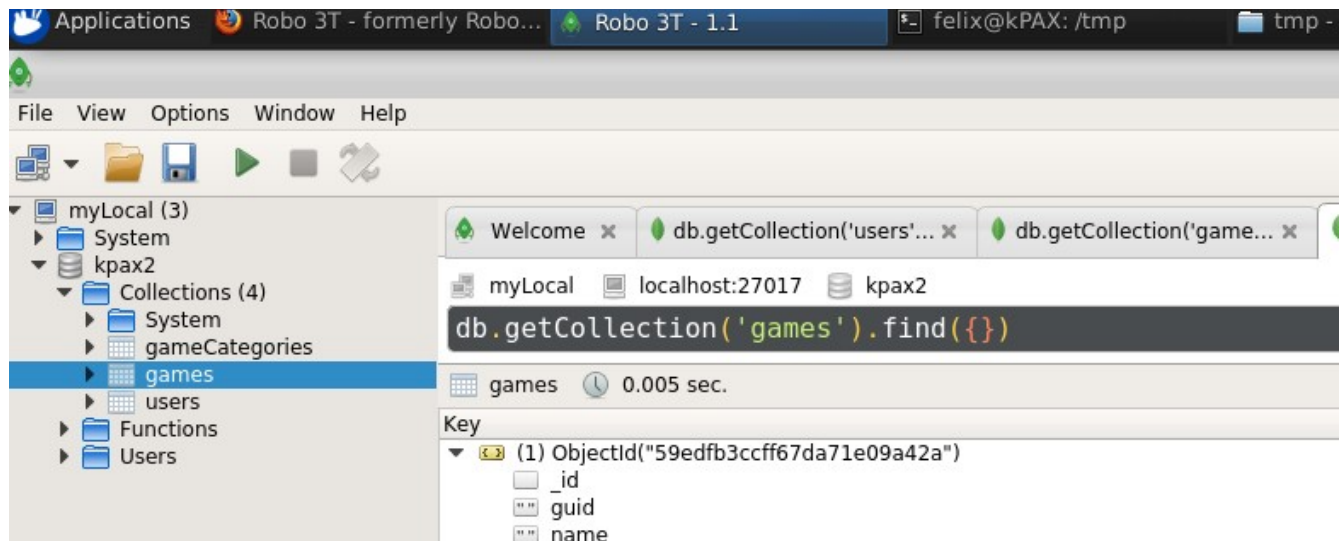 Applications Robo 3T - formerly Robo... Robo 3T - 1.1 felix@kPAX: /tmp tmp -
File View Options Window Help
myLocal (3)
System
kpax2
Collections (4)
System
gameCategories
games
users
Functions
Users
Welcome db.getCollection('users'... db.getCollection('game...
myLocal localhost:27017 kpax2
db.getCollection('games').find({})
games 0.005 sec.
Key
(1) ObjectId("59edfb3ccff67da71e09a42a")
_id
guid
name